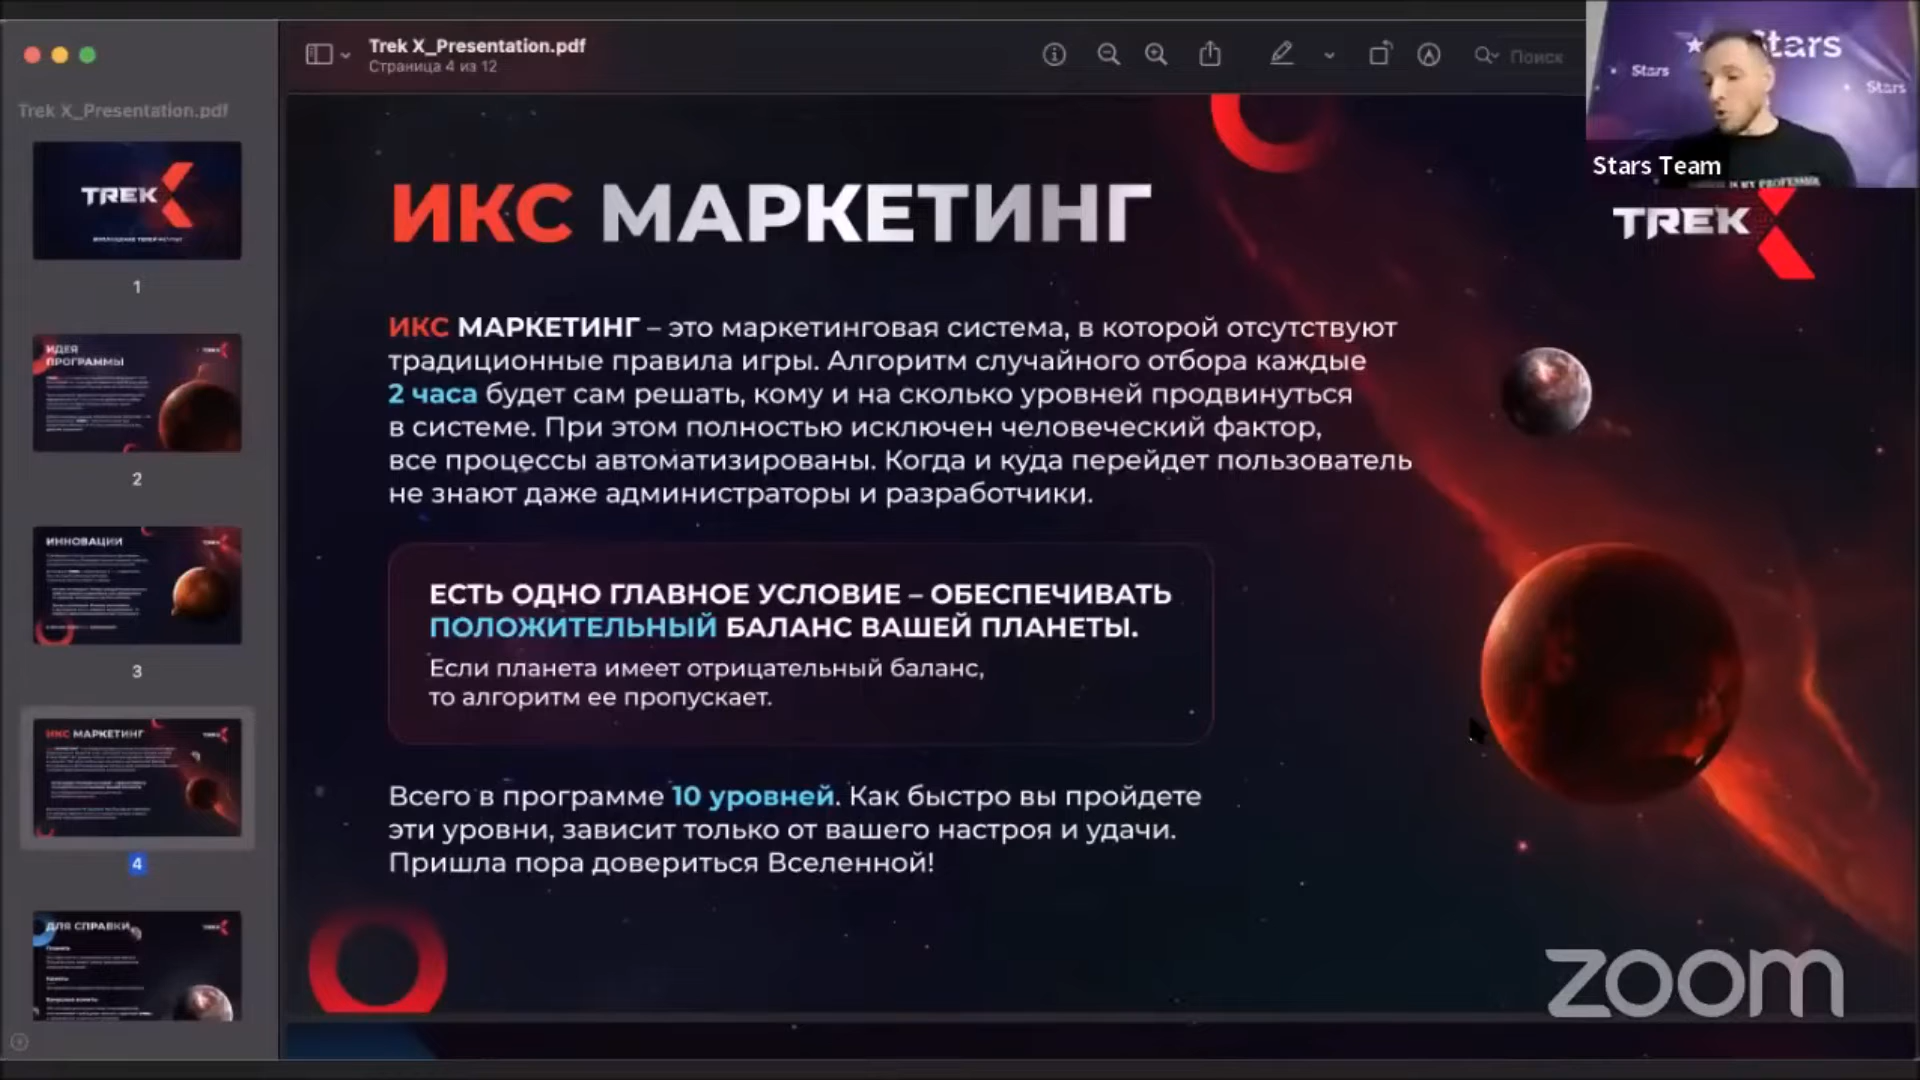 Trek X_Presentation.pdf
Страница 4 из 12
Поиск
Trek X_Presentation.pdf
TREK
1
ИДЕЯ
ПРОГРАММЫ
2
ИННОВАЦИИ
3
ИКС МАРКЕТИНГ
4
ДЛЯ СПРАВКИ
Stars
Stars
Stars
Stars Team
TREK X
ИКС МАРКЕТИНГ
ИКС МАРКЕТИНГ – это маркетинговая система, в которой отсутствуют
традиционные правила игры. Алгоритм случайного отбора каждые
2 часа будет сам решать, кому и на сколько уровней продвинуться
в системе. При этом полностью исключен человеческий фактор,
все процессы автоматизированы. Когда и куда перейдет пользователь
не знают даже администраторы и разработчики.
ЕСТЬ ОДНО ГЛАВНОЕ УСЛОВИЕ – ОБЕСПЕЧИВАТЬ
ПОЛОЖИТЕЛЬНЫЙ БАЛАНС ВАШЕЙ ПЛАНЕТЫ.
Если планета имеет отрицательный баланс,
то алгоритм ее пропускает.
Всего в программе 10 уровней. Как быстро вы пройдете
эти уровни, зависит только от вашего настроя и удачи.
Пришла пора довериться Вселенной!
zoom